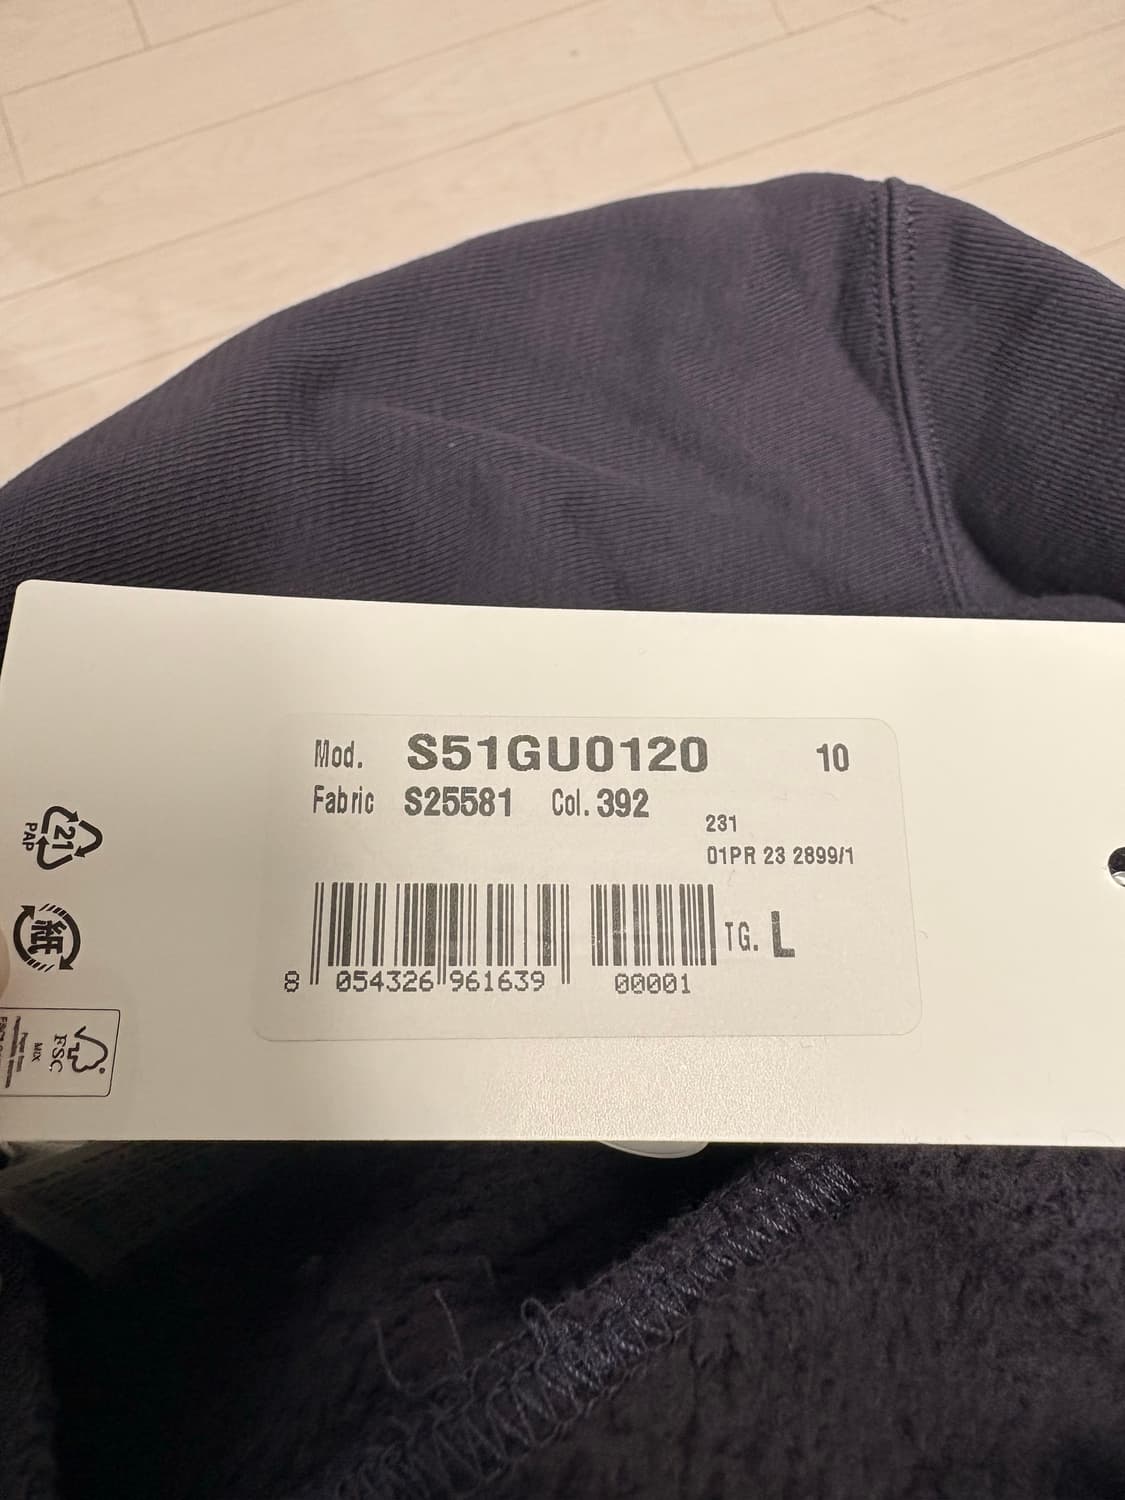 Mod. S51GU0120 10
Fabric S25581 Col. 392
231
01PR 23 2899/1
TG. L
8 054326 961639 00001
21
PAP
紙
FSC
MIX